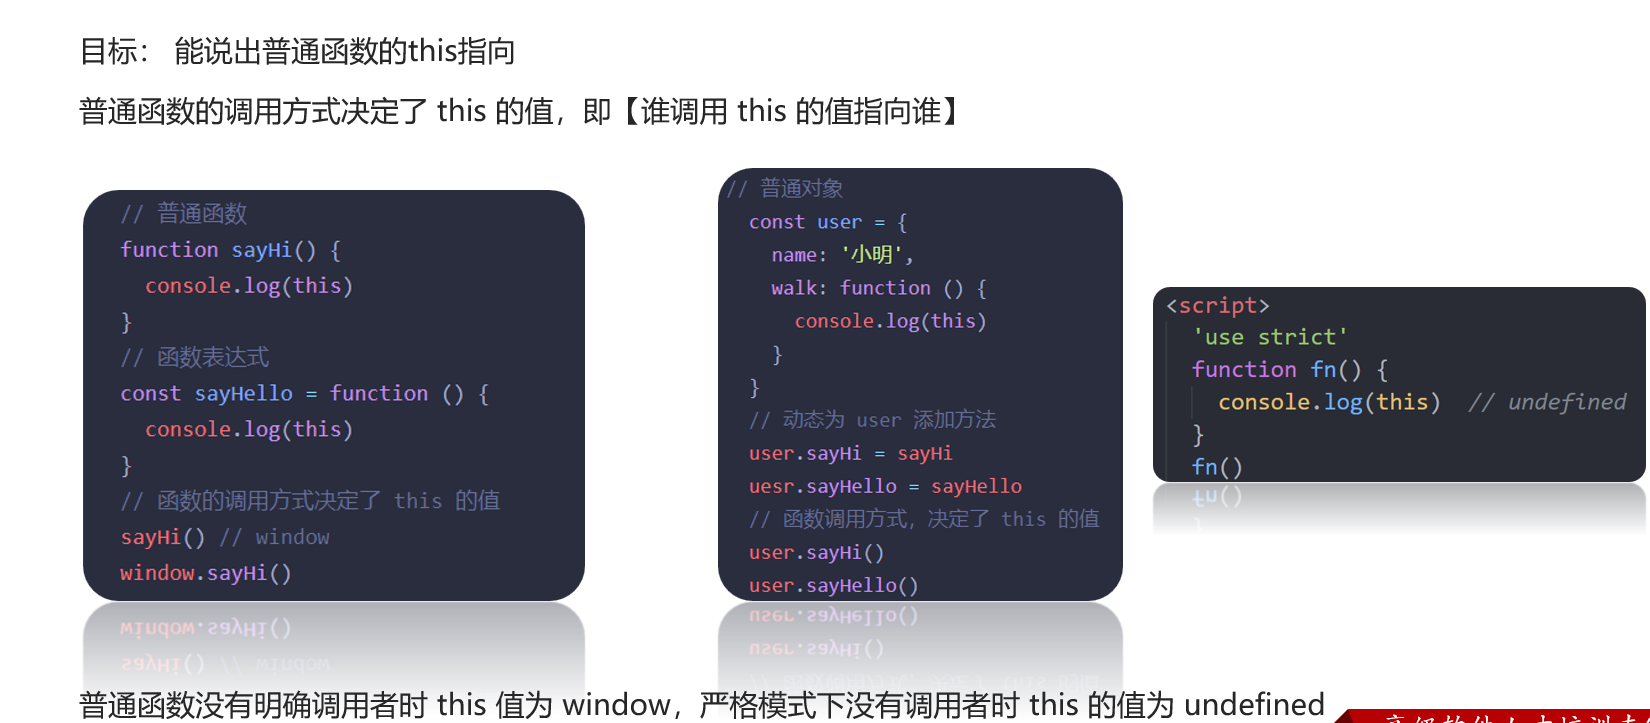 目标： 能说出普通函数的this指向
普通函数的调用方式决定了 this 的值，即【谁调用 this 的值指向谁】
// 普通函数
function sayHi() {
console.log(this)
}
// 函数表达式
const sayHello = function () {
console.log(this)
}
// 函数的调用方式决定了 this 的值
sayHi() // window
window.sayHi()
// 普通对象
const user = {
name: '小明',
walk: function () {
console.log(this)
}
}
// 动态为 user 添加方法
user.sayHi = sayHi
uesr.sayHello = sayHello
// 函数调用方式，决定了 this 的值
user.sayHi()
user.sayHello()
<script>
'use strict'
function fn() {
console.log(this) // undefined
}
fn()
普通函数没有明确调用者时 this 值为 window，严格模式下没有调用者时 this 的值为 undefined